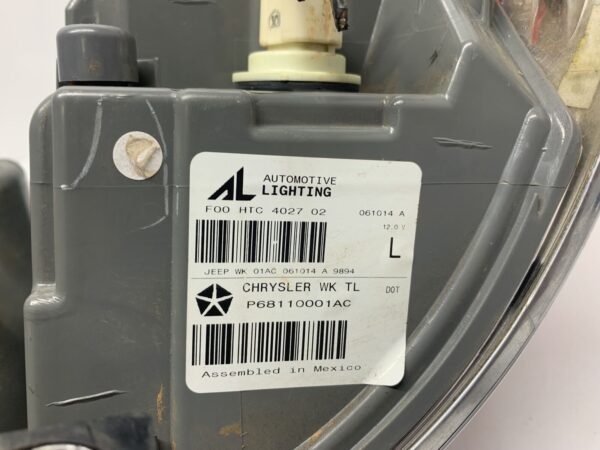 AL AUTOMOTIVE
LIGHTING
F00 HTC 4027 02 061014 A
12.0 V
L
JEEP WK 01AC 061014 A 9894
CHRYSLER WK TL DOT
P68110001AC
Assembled in Mexico